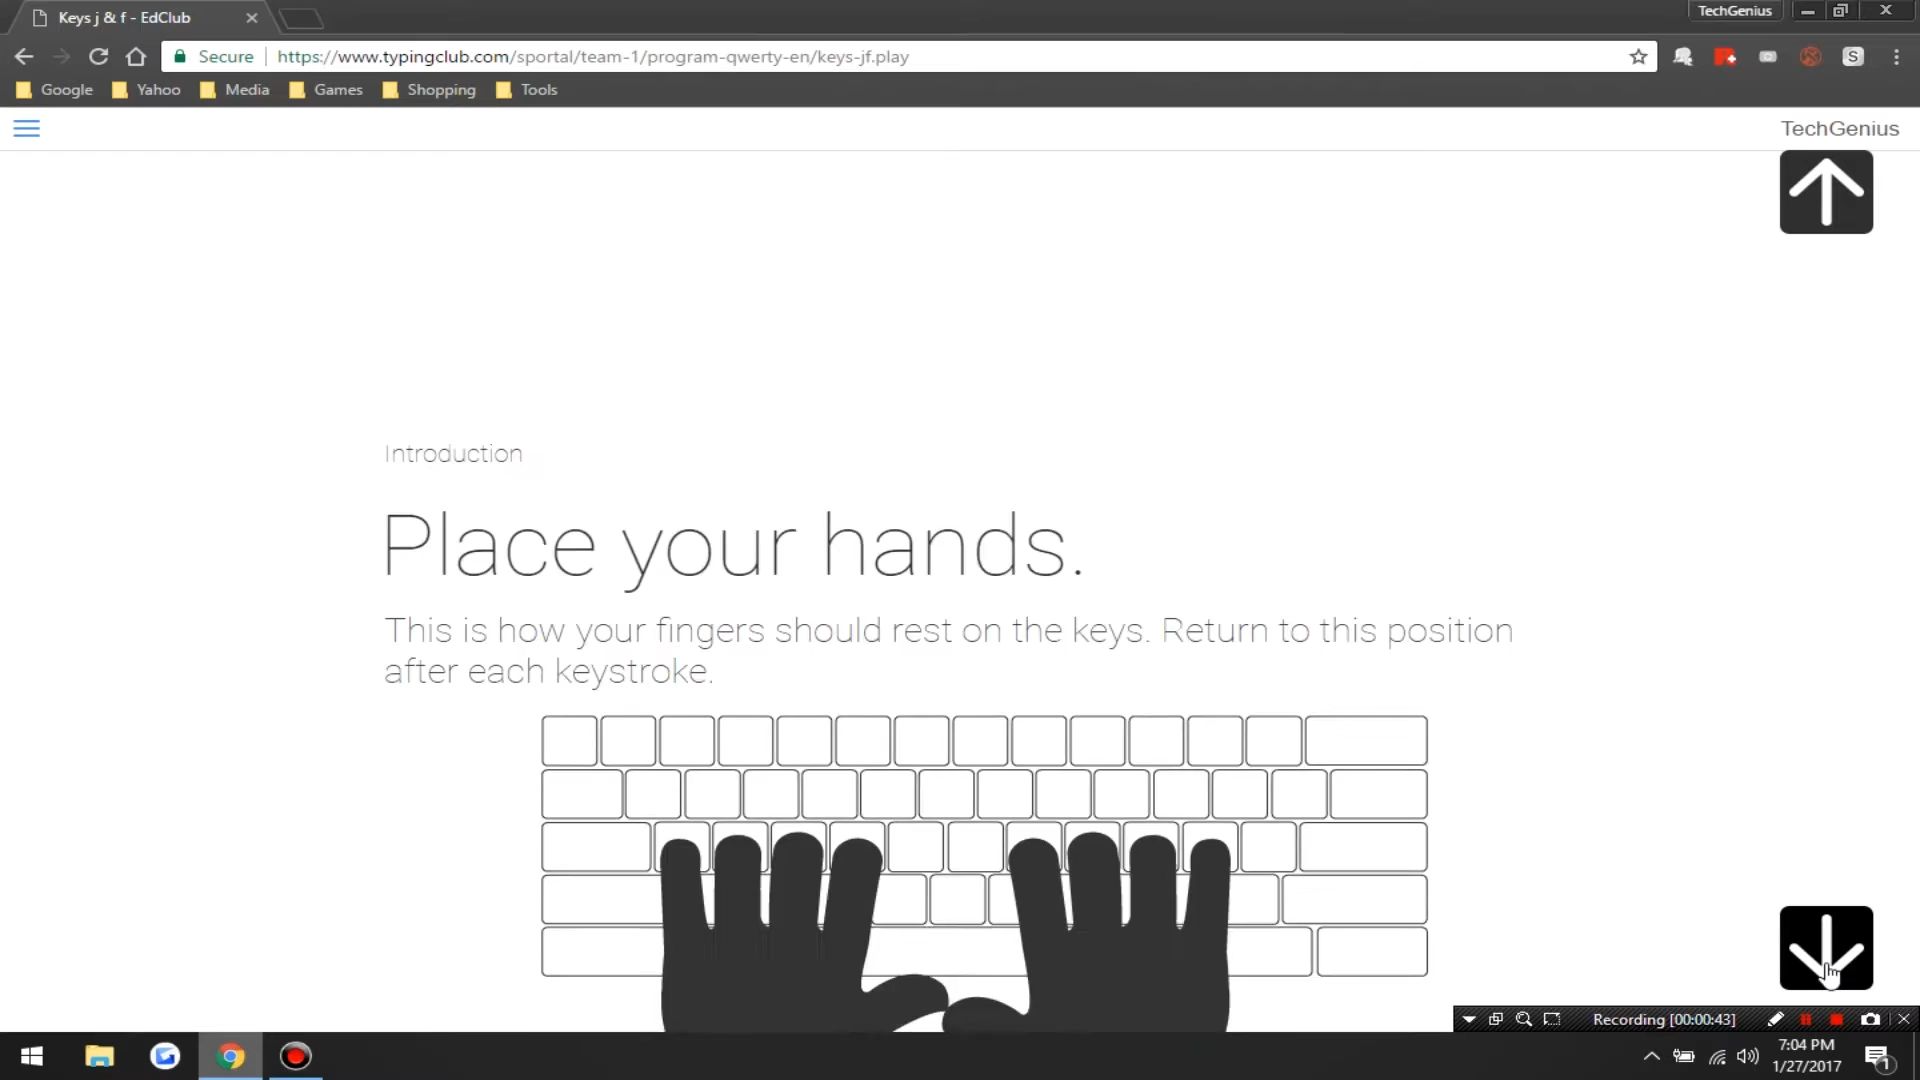 Keys j & f - EdClub
TechGenius
Secure
https://www.typingclub.com/sportal/team-1/program-qwerty-en/keys-jf.play
S
Google
Yahoo
Media
Games
Shopping
Tools
TechGenius
Introduction
Place your hands.
This is how your fingers should rest on the keys. Return to this position
after each keystroke.
Recording [00:00:43]
7:04 PM
1/27/2017
1